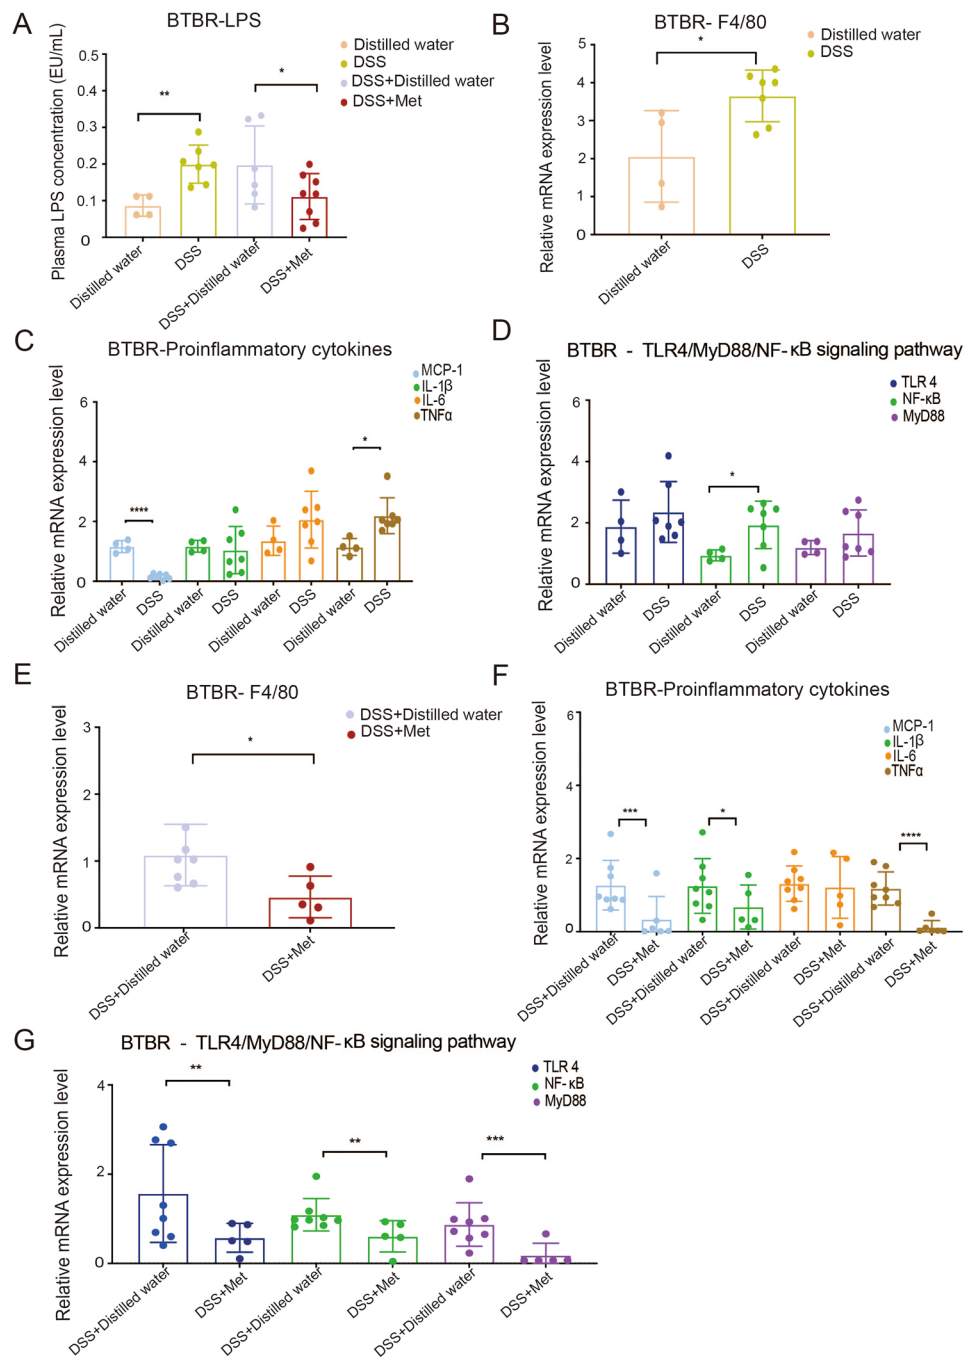 A
BTBR-LPS
Distilled water
DSS
DSS+Distilled water
DSS+Met
Plasma LPS concentration (EU/mL)
0.5
0.4
0.3
0.2
0.1
0
**
*
Distilled water
DSS
DSS+Distilled water
DSS+Met
B
BTBR- F4/80
Distilled water
DSS
Relative mRNA expression level
5
4
3
2
1
0
*
Distilled water
DSS
C
BTBR-Proinflammatory cytokines
MCP-1
IL-1β
IL-6
TNFα
Relative mRNA expression level
6
4
2
0
****
*
Distilled water
DSS
Distilled water
DSS
Distilled water
DSS
Distilled water
DSS
D
BTBR - TLR4/MyD88/NF-κB signaling pathway
TLR 4
NF-κB
MyD88
Relative mRNA expression level
6
4
2
0
*
Distilled water
DSS
Distilled water
DSS
Distilled water
DSS
E
BTBR- F4/80
DSS+Distilled water
DSS+Met
Relative mRNA expression level
3
2
1
0
*
DSS+Distilled water
DSS+Met
F
BTBR-Proinflammatory cytokines
MCP-1
IL-1β
IL-6
TNFα
Relative mRNA expression level
6
4
2
0
***
*
****
DSS+Distilled water
DSS+Met
DSS+Distilled water
DSS+Met
DSS+Distilled water
DSS+Met
DSS+Distilled water
DSS+Met
G
BTBR - TLR4/MyD88/NF-κB signaling pathway
TLR 4
NF-κB
MyD88
Relative mRNA expression level
4
2
0
**
**
***
DSS+Distilled water
DSS+Met
DSS+Distilled water
DSS+Met
DSS+Distilled water
DSS+Met